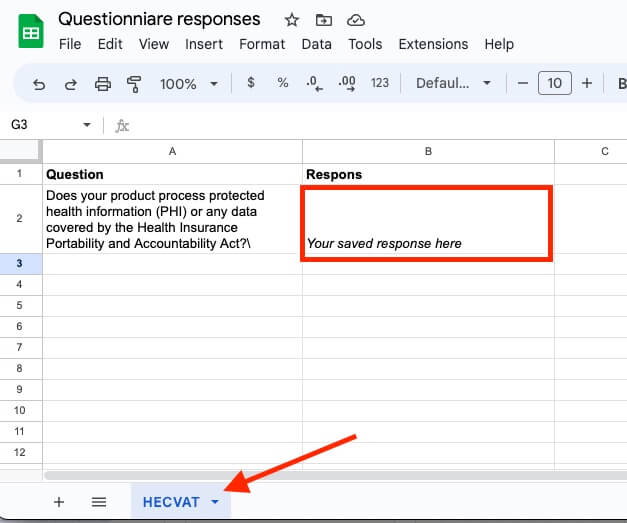 Questionniare responses
File Edit View Insert Format Data Tools Extensions Help
100% $ % .0 .00 123 Defaul... − 10 + B
G3 fx
A B C
1 Question Respons
Does your product process protected
health information (PHI) or any data
2 covered by the Health Insurance
Portability and Accountability Act?\ Your saved response here
3
4
5
6
7
8
9
10
11
12
+ HECVAT